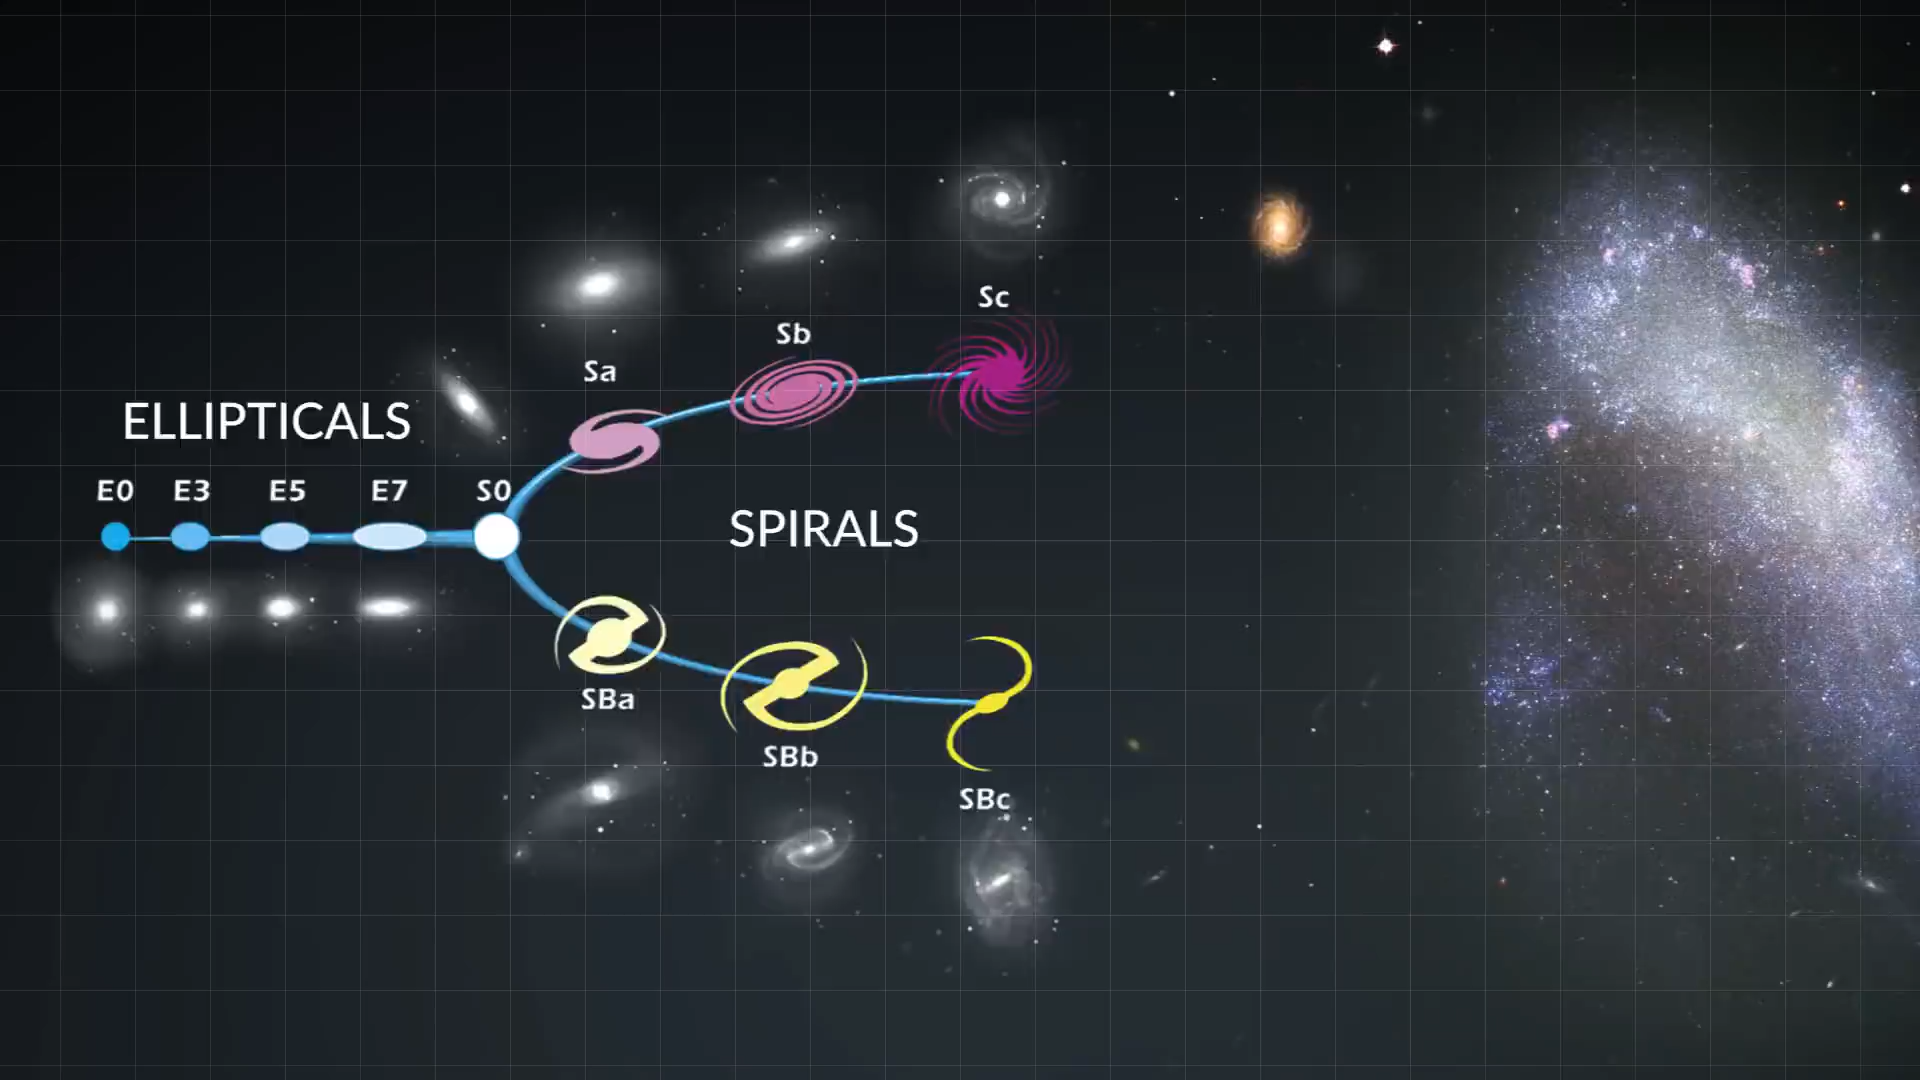 Sc
Sb
Sa
ELLIPTICALS
E0 E3 E5 E7 S0
SPIRALS
SBa
SBb
SBc